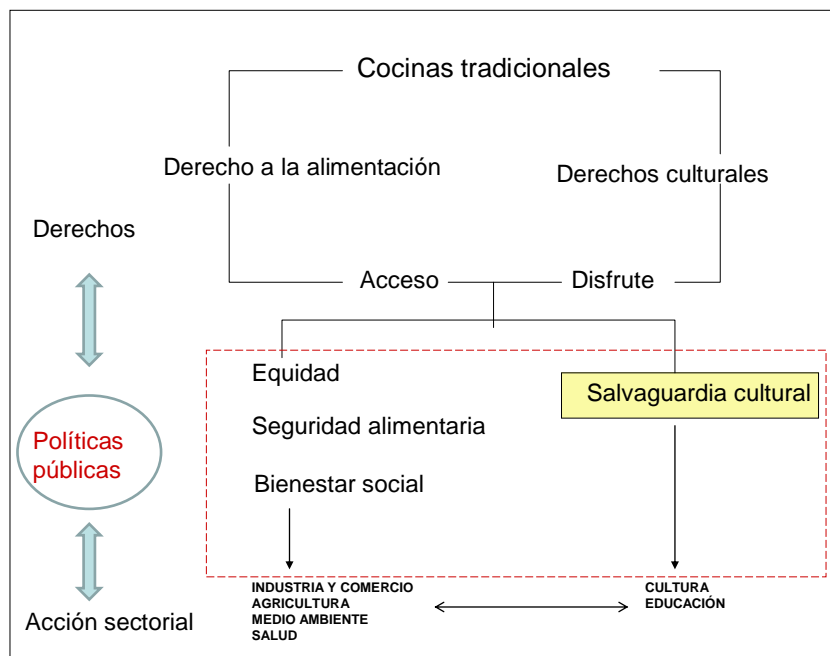 Cocinas tradicionales
Derecho a la alimentación
Derechos culturales
Derechos
Acceso
Disfrute
Equidad
Salvaguardia cultural
Seguridad alimentaria
Políticas
públicas
Bienestar social
INDUSTRIA Y COMERCIO
AGRICULTURA
MEDIO AMBIENTE
SALUD
CULTURA
EDUCACIÓN
Acción sectorial